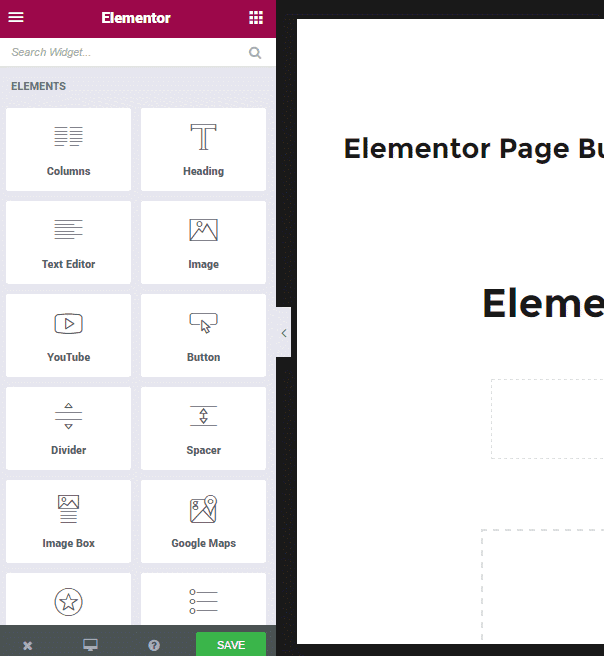 Elementor
Search Widget...
ELEMENTS
Columns
Heading
Text Editor
Image
YouTube
Button
Divider
Spacer
Image Box
Google Maps
SAVE
Elementor Page Bu
Eleme